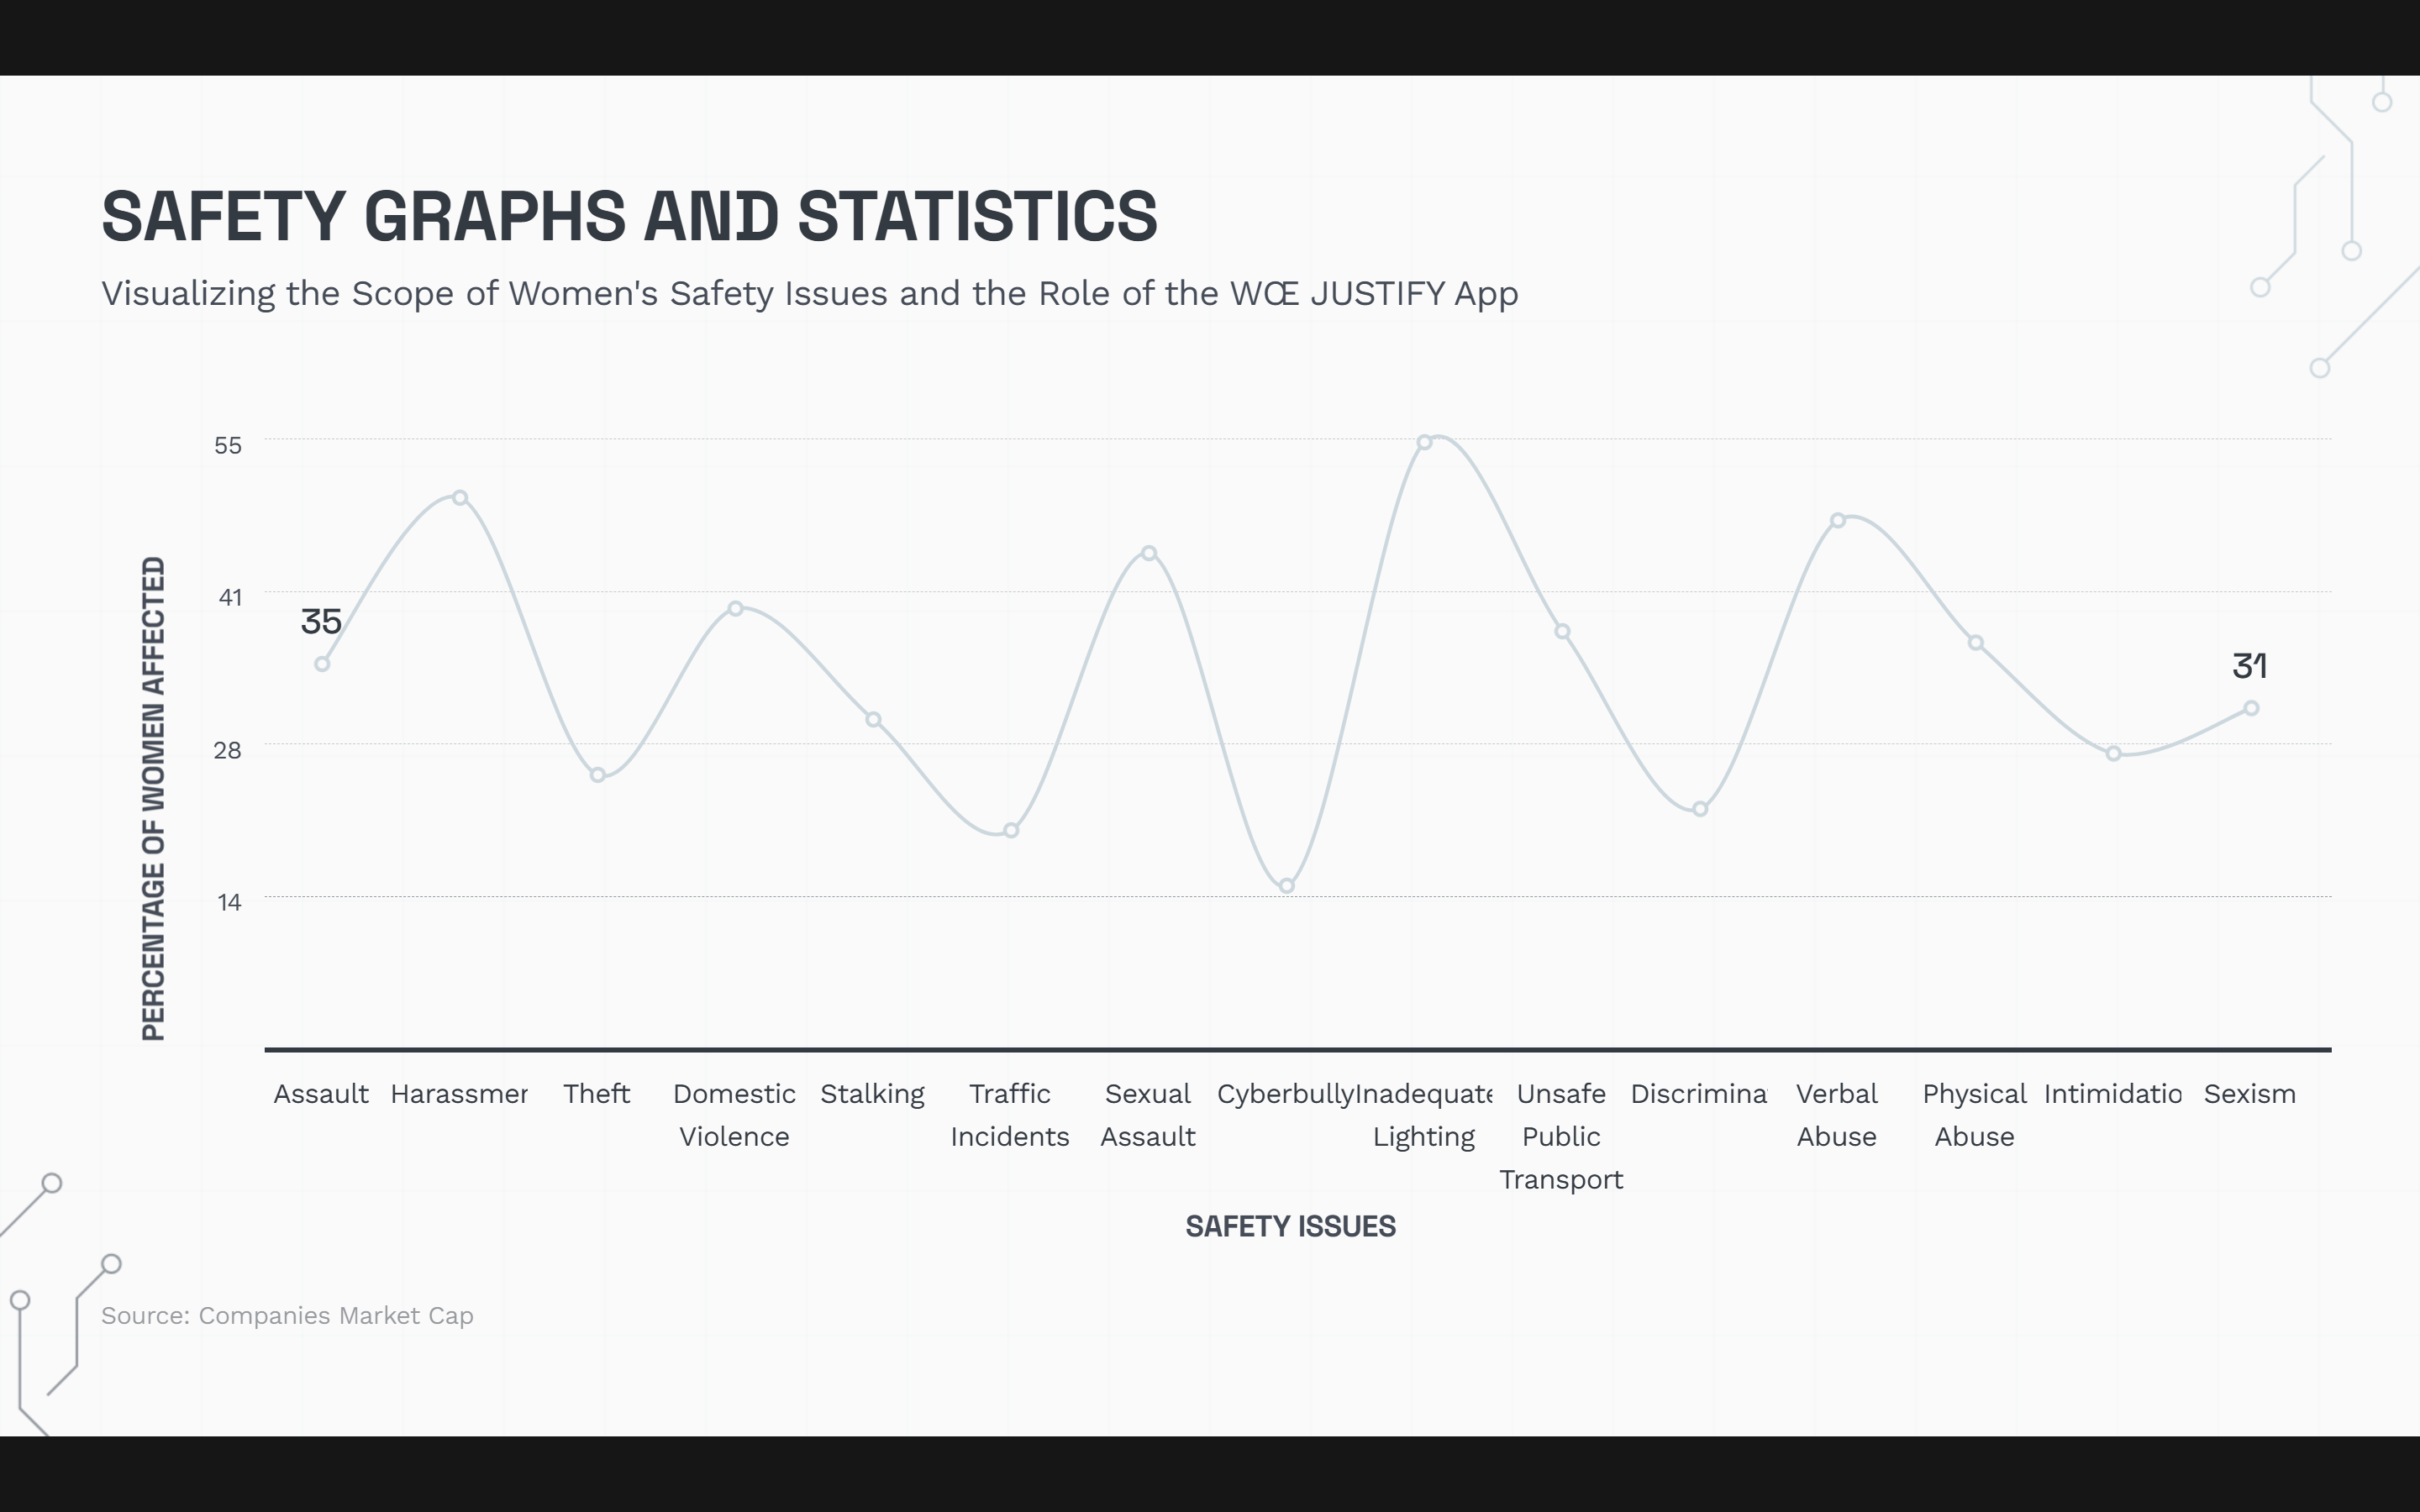 SAFETY GRAPHS AND STATISTICS
Visualizing the Scope of Women's Safety Issues and the Role of the WŒ JUSTIFY App
PERCENTAGE OF WOMEN AFFECTED
55
41
28
14
35
31
Assault
Harassmer
Theft
Domestic
Violence
Stalking
Traffic
Incidents
Sexual
Assault
Cyberbully
Inadequate
Lighting
Unsafe
Public
Transport
Discrimina
Verbal
Abuse
Physical
Abuse
Intimidatio
Sexism
SAFETY ISSUES
Source: Companies Market Cap